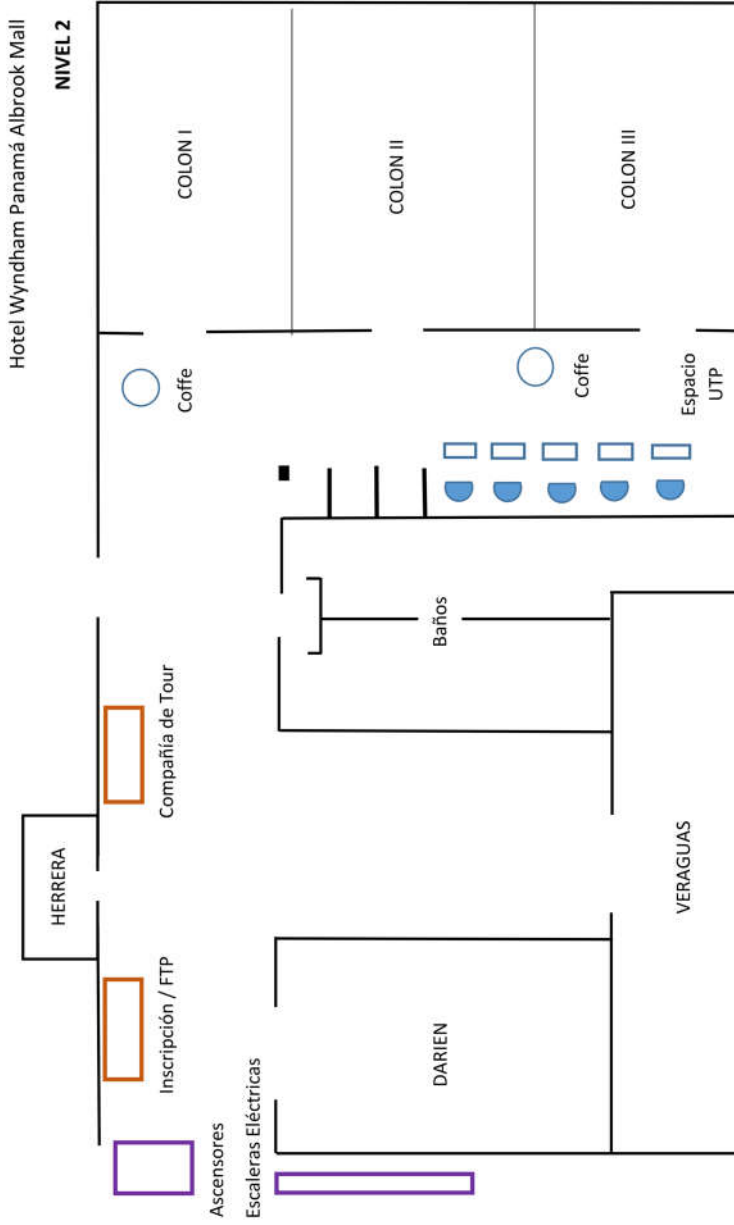 Hotel Wyndham Panamá Albrook Mall
NIVEL 2
HERRERA
COLON I
Coffe
Compañía de Tour
Inscripción / FTP
Ascensores
Escaleras Eléctricas
COLON II
Baños
DARIEN
Coffe
COLON III
Espacio
UTP
VERAGUAS